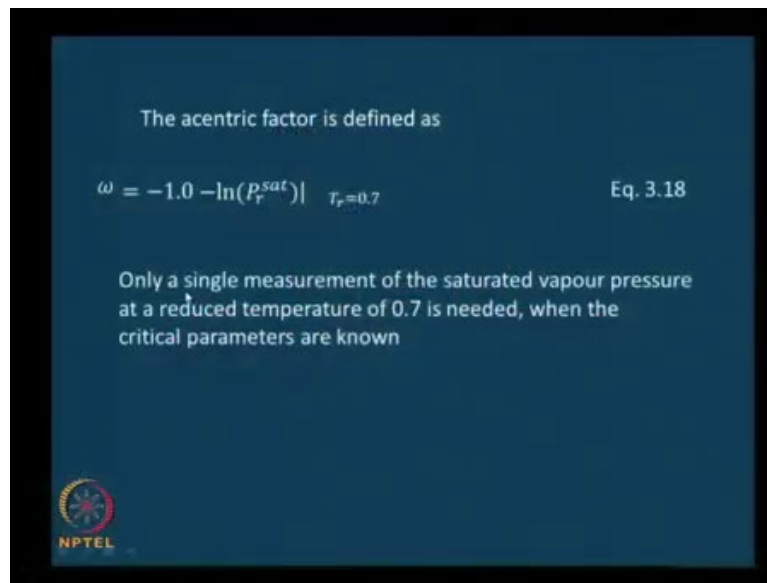 The acentric factor is defined as
ω = −1.0 −ln(P_r^{sat})| _{T_r=0.7} Eq. 3.18
Only a single measurement of the saturated vapour pressure
at a reduced temperature of 0.7 is needed, when the
critical parameters are known
NPTEL